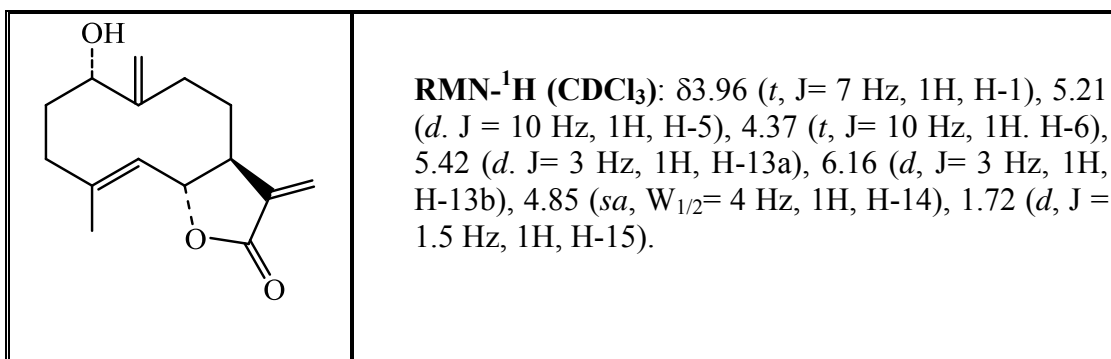 OH
O
O
RMN-¹H (CDCl₃): δ3.96 (t, J= 7 Hz, 1H, H-1), 5.21
(d. J = 10 Hz, 1H, H-5), 4.37 (t, J= 10 Hz, 1H. H-6),
5.42 (d. J= 3 Hz, 1H, H-13a), 6.16 (d, J= 3 Hz, 1H,
H-13b), 4.85 (sa, W₁/₂= 4 Hz, 1H, H-14), 1.72 (d, J =
1.5 Hz, 1H, H-15).